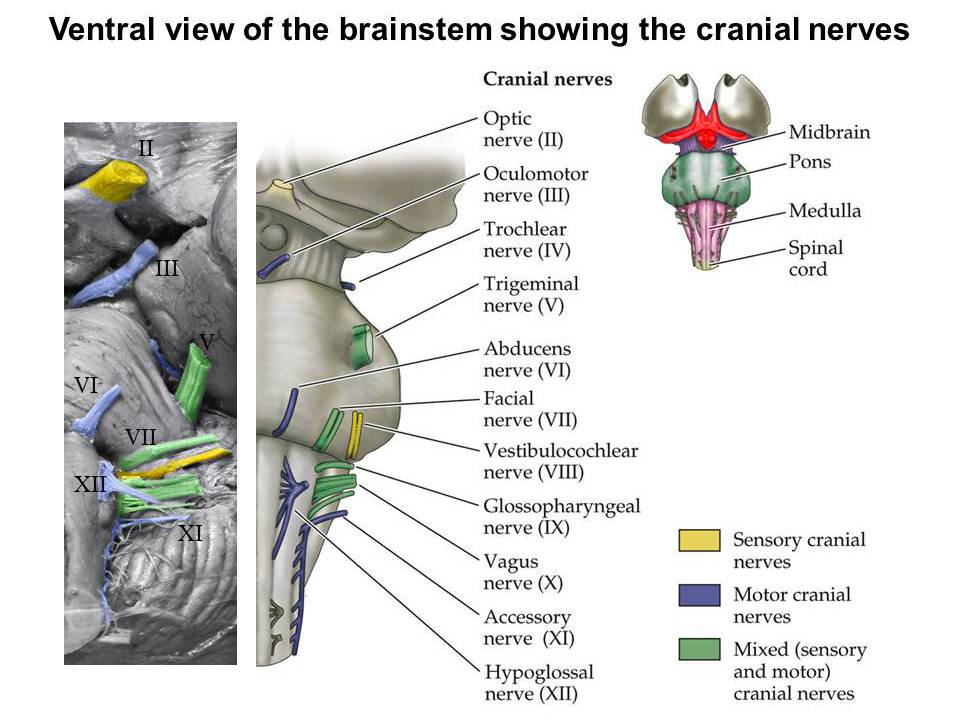 Ventral view of the brainstem showing the cranial nerves
II
III
V
VI
VII
XII
XI
Cranial nerves
Optic
nerve (II)
Oculomotor
nerve (III)
Trochlear
nerve (IV)
Trigeminal
nerve (V)
Abducens
nerve (VI)
Facial
nerve (VII)
Vestibulocochlear
nerve (VIII)
Glossopharyngeal
nerve (IX)
Vagus
nerve (X)
Accessory
nerve (XI)
Hypoglossal
nerve (XII)
Midbrain
Pons
Medulla
Spinal
cord
Sensory cranial
nerves
Motor cranial
nerves
Mixed (sensory
and motor)
cranial nerves